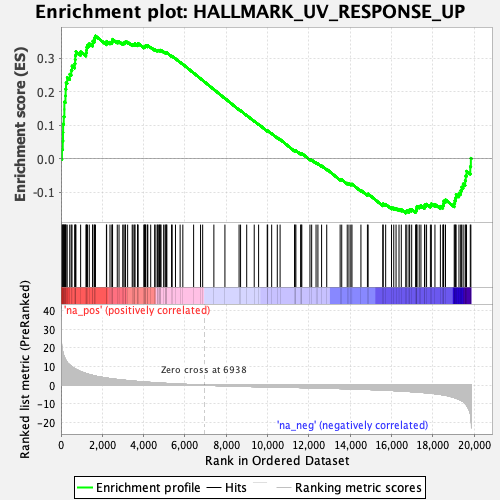 Enrichment plot: HALLMARK_UV_RESPONSE_UP
Enrichment score (ES)
0.3
0.2
0.1
0.0
-0.1
'na_pos' (positively correlated)
Ranked list metric (PreRanked)
40
30
20
10
0
-10
-20
Zero cross at 6938
'na_neg' (negatively correlated)
0
2,000
4,000
6,000
8,000
10,000
12,000
14,000
16,000
18,000
20,000
Rank in Ordered Dataset
Enrichment profile
Hits
Ranking metric scores